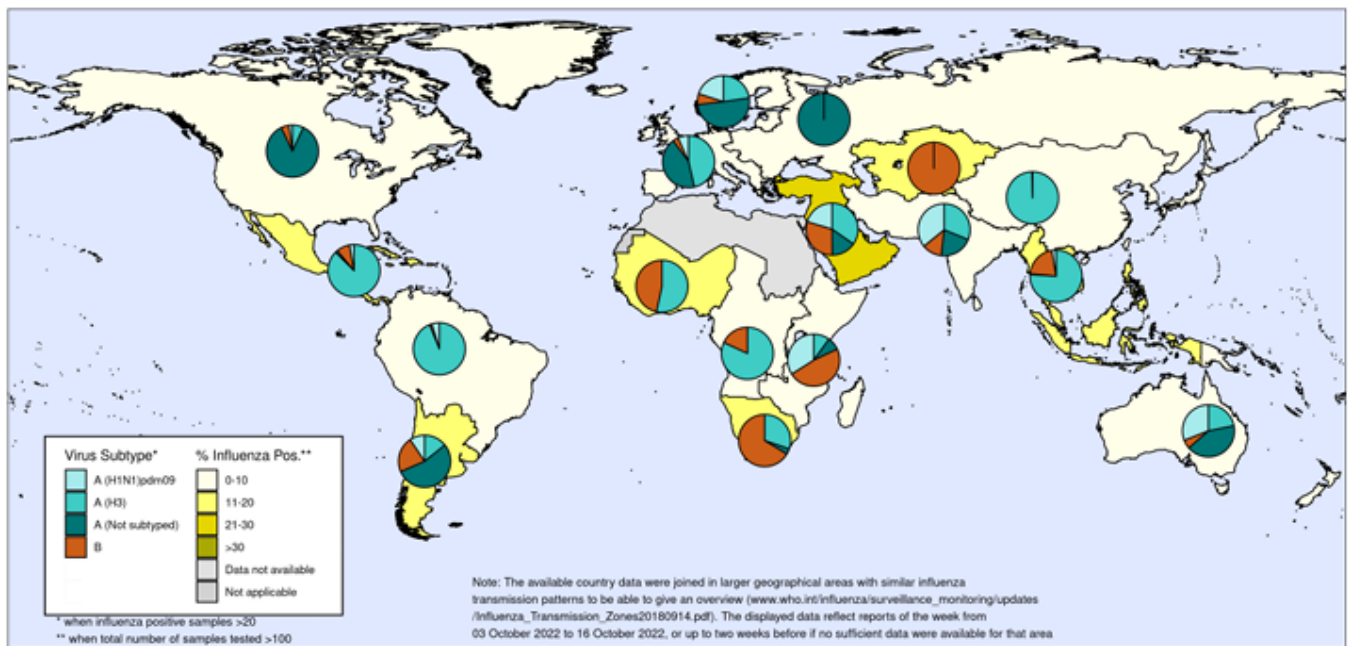 Virus Subtype*
A (H1N1)pdm09
A (H3)
A (Not subtyped)
B
% Influenza Pos.**
0-10
11-20
21-30
>30
Data not available
Not applicable
* when influenza positive samples >20
** when total number of samples tested >100
Note: The available country data were joined in larger geographical areas with similar influenza
transmission patterns to be able to give an overview (www.who.int/influenza/surveillance_monitoring/updates
/Influenza_Transmission_Zones20180914.pdf). The displayed data reflect reports of the week from
03 October 2022 to 16 October 2022, or up to two weeks before if no sufficient data were available for that area